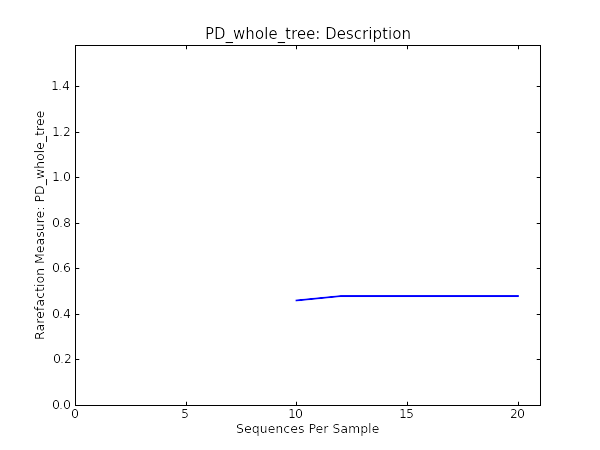 PD_whole_tree: Description
Rarefaction Measure: PD_whole_tree
1.4
1.2
1.0
0.8
0.6
0.4
0.2
0.0
0 5 10 15 20
Sequences Per Sample